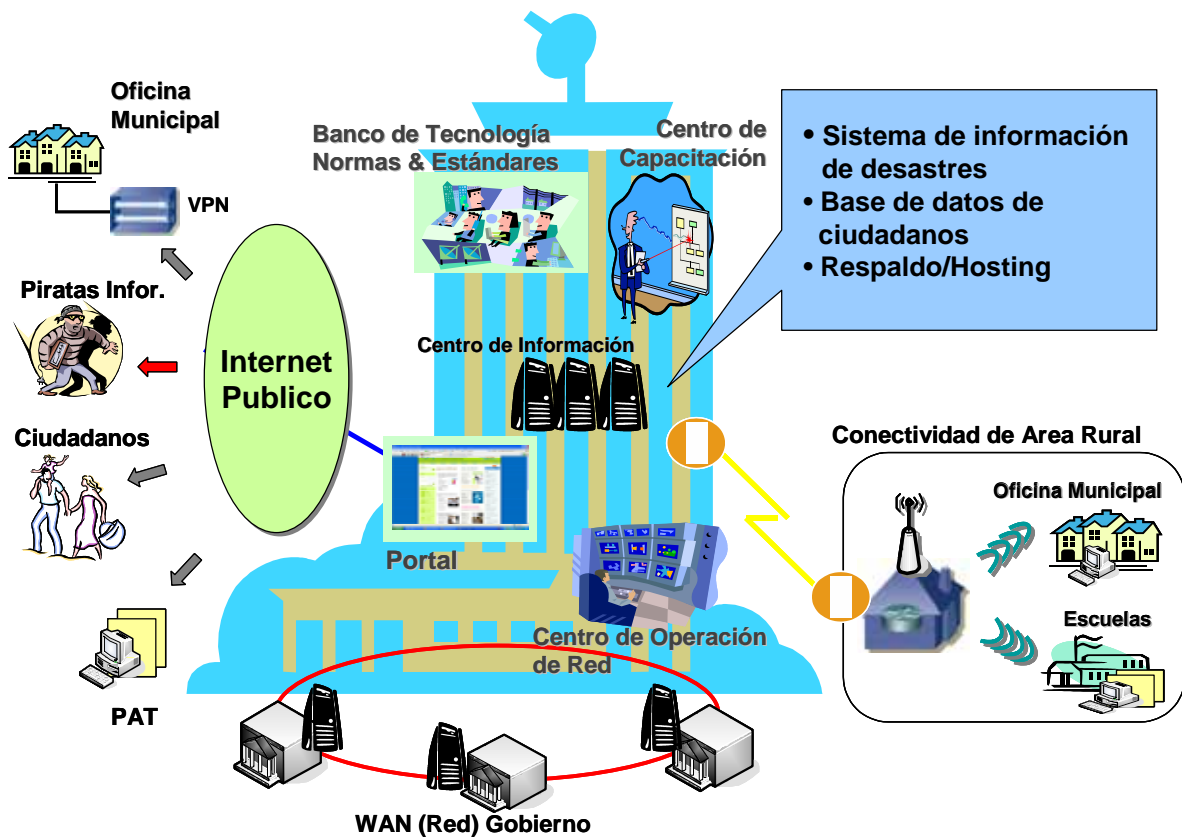 Oficina
Municipal
VPN
Piratas Infor.
Ciudadanos
PAT
Internet
Publico
Banco de Tecnología
Normas & Estándares
Centro de
Capacitación
Centro de Información
Portal
Centro de Operación
de Red
WAN (Red) Gobierno
• Sistema de información
de desastres
• Base de datos de
ciudadanos
• Respaldo/Hosting
Conectividad de Area Rural
Oficina Municipal
Escuelas